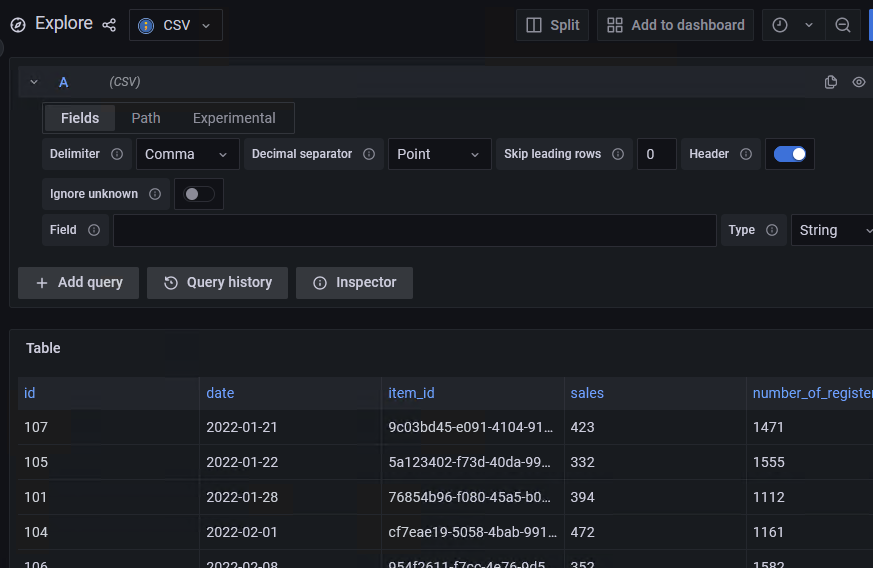 Explore CSV Split Add to dashboard
A (CSV)
Fields Path Experimental
Delimiter Comma Decimal separator Point Skip leading rows 0 Header
Ignore unknown
Field Type String
+ Add query Query history Inspector
Table
id date item_id sales number_of_registe
107 2022-01-21 9c03bd45-e091-4104-91... 423 1471
105 2022-01-22 5a123402-f73d-40da-99... 332 1555
101 2022-01-28 76854b96-f080-45a5-b0... 394 1112
104 2022-02-01 cf7eae19-5058-4bab-991... 472 1161
106 2022-02-08 954f2611-f7cc-4e76-9d5... 352 1582